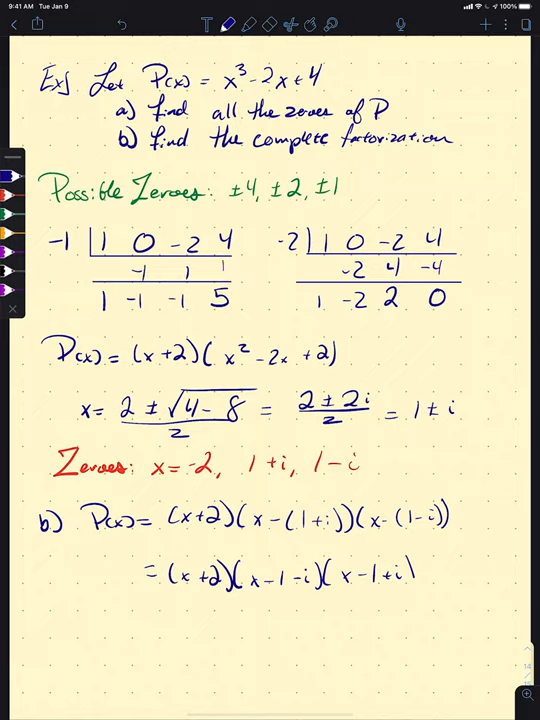 9:41 AM Tue Jan 9
100%
Ex] Let P(x) = x³ - 2x + 4
a) find all the zeroes of P
b) find the complete factorization
Possible Zeroes: ±4, ±2, ±1
-1 | 1 0 -2 4
-1 1 1
1 -1 -1 5
-2 | 1 0 -2 4
-2 4 -4
1 -2 2 0
P(x) = (x+2)(x² - 2x + 2)
x = (2 ± √(4-8))/2 = (2 ± 2i)/2 = 1 ± i
Zeroes: x = -2, 1+i, 1-i
b) P(x) = (x+2)(x-(1+i))(x-(1-i))
= (x+2)(x-1-i)(x-1+i)
14